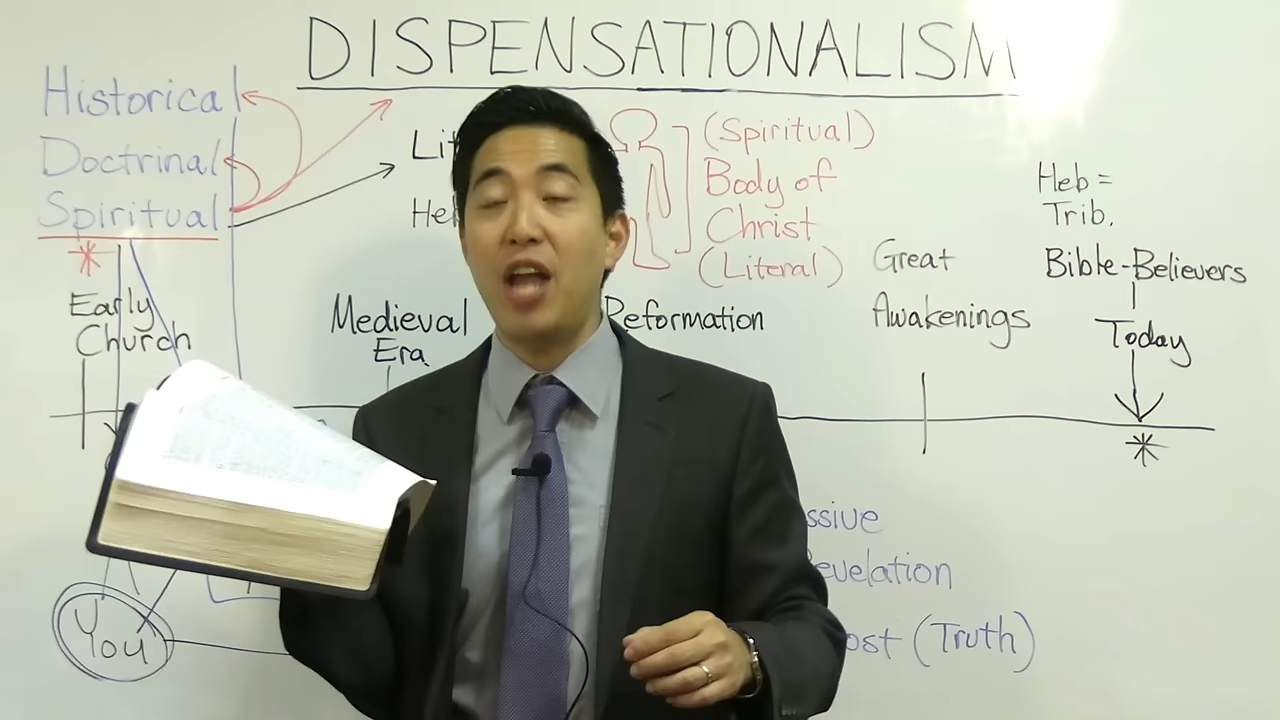 DISPENSATIONALISM
Historical
Doctrinal
Spiritual
*
Early
Church
Medieval
Era
(Spiritual)
Body of
Christ
(Literal)
Reformation
Great
Awakenings
Heb =
Trib.
Bible-Believers
Today
*
You
(Truth)